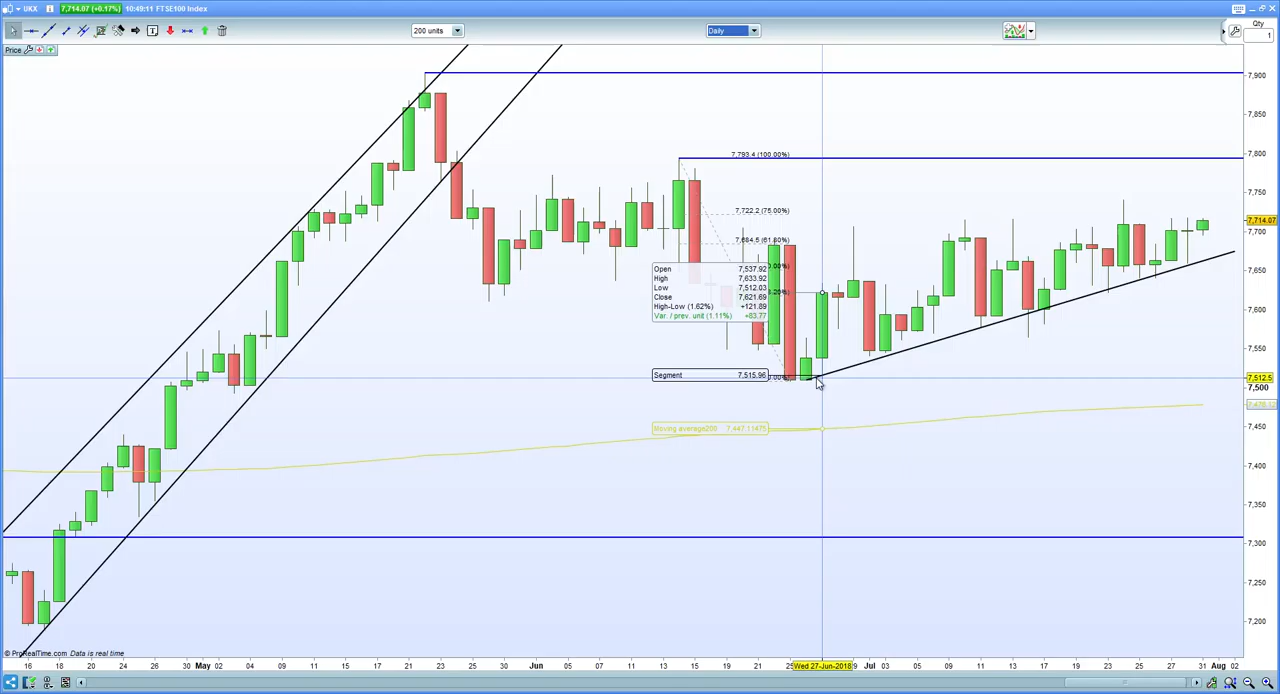 UKX 7,714.07 (+0.17%) 10:49:11 FTSE100 Index
200 units
Daily
Qty
1
Price
7,900
7,850
7,800
7,750
7,714.07
7,700
7,650
7,600
7,550
7,512.5
7,500
7,450
7,400
7,350
7,300
7,250
7,200
7,793.4 (100.00%)
7,722.2 (75.00%)
7,684.5 (61.80%)
Open 7,537.92
High 7,633.92
Low 7,512.03
Close 7,621.69
High-Low (1.62%) +121.89
Var. / prev. unit (1.11%) +83.77
Segment 7,515.96
Moving average200 7,447.11475
© ProRealTime.com Data is real time
16 18 20 24 26 30 May 02 04 09 11 15 17 21 23 25 30 Jun 05 07 11 13 15 19 21 Wed 27-Jun-2018 Jul 03 05 09 11 13 17 19 23 25 27 31 Aug 02